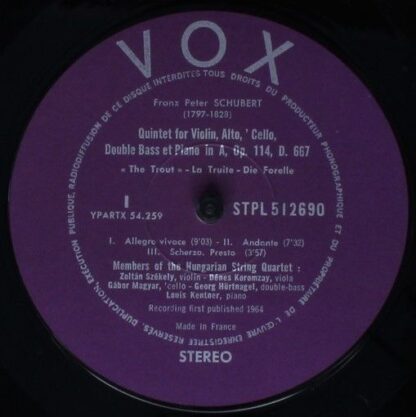 VOX
DE CE DISQUE INTERDITES TOUS DROITS DU PRODUCTEUR PHONOGRAPHIQUE ET DU PROPRIÉTAIRE DE L'ŒUVRE ENREGISTRÉE RÉSERVÉS. DUPLICATION, EXÉCUTION PUBLIQUE, RADIODIFFUSION
Franz Peter SCHUBERT
(1797-1828)
Quintet for Violin, Alto, 'Cello,
Double Bass et Piano in A, Op. 114, D. 667
« The Trout » - La Truite - Die Forelle
I
YPARTX 54.259
STPL 512690
I. Allegro vivace (9'03) - II. Andante (7'32)
III. Scherzo. Presto (3'57)
Members of the Hungarian String Quartet :
Zoltán Székely, violin - Dénes Koromzay, viola
Gábor Magyar, 'cello - Georg Hörtnagel, double-bass
Louis Kentner, piano
Recording first published 1964
Made in France
STEREO